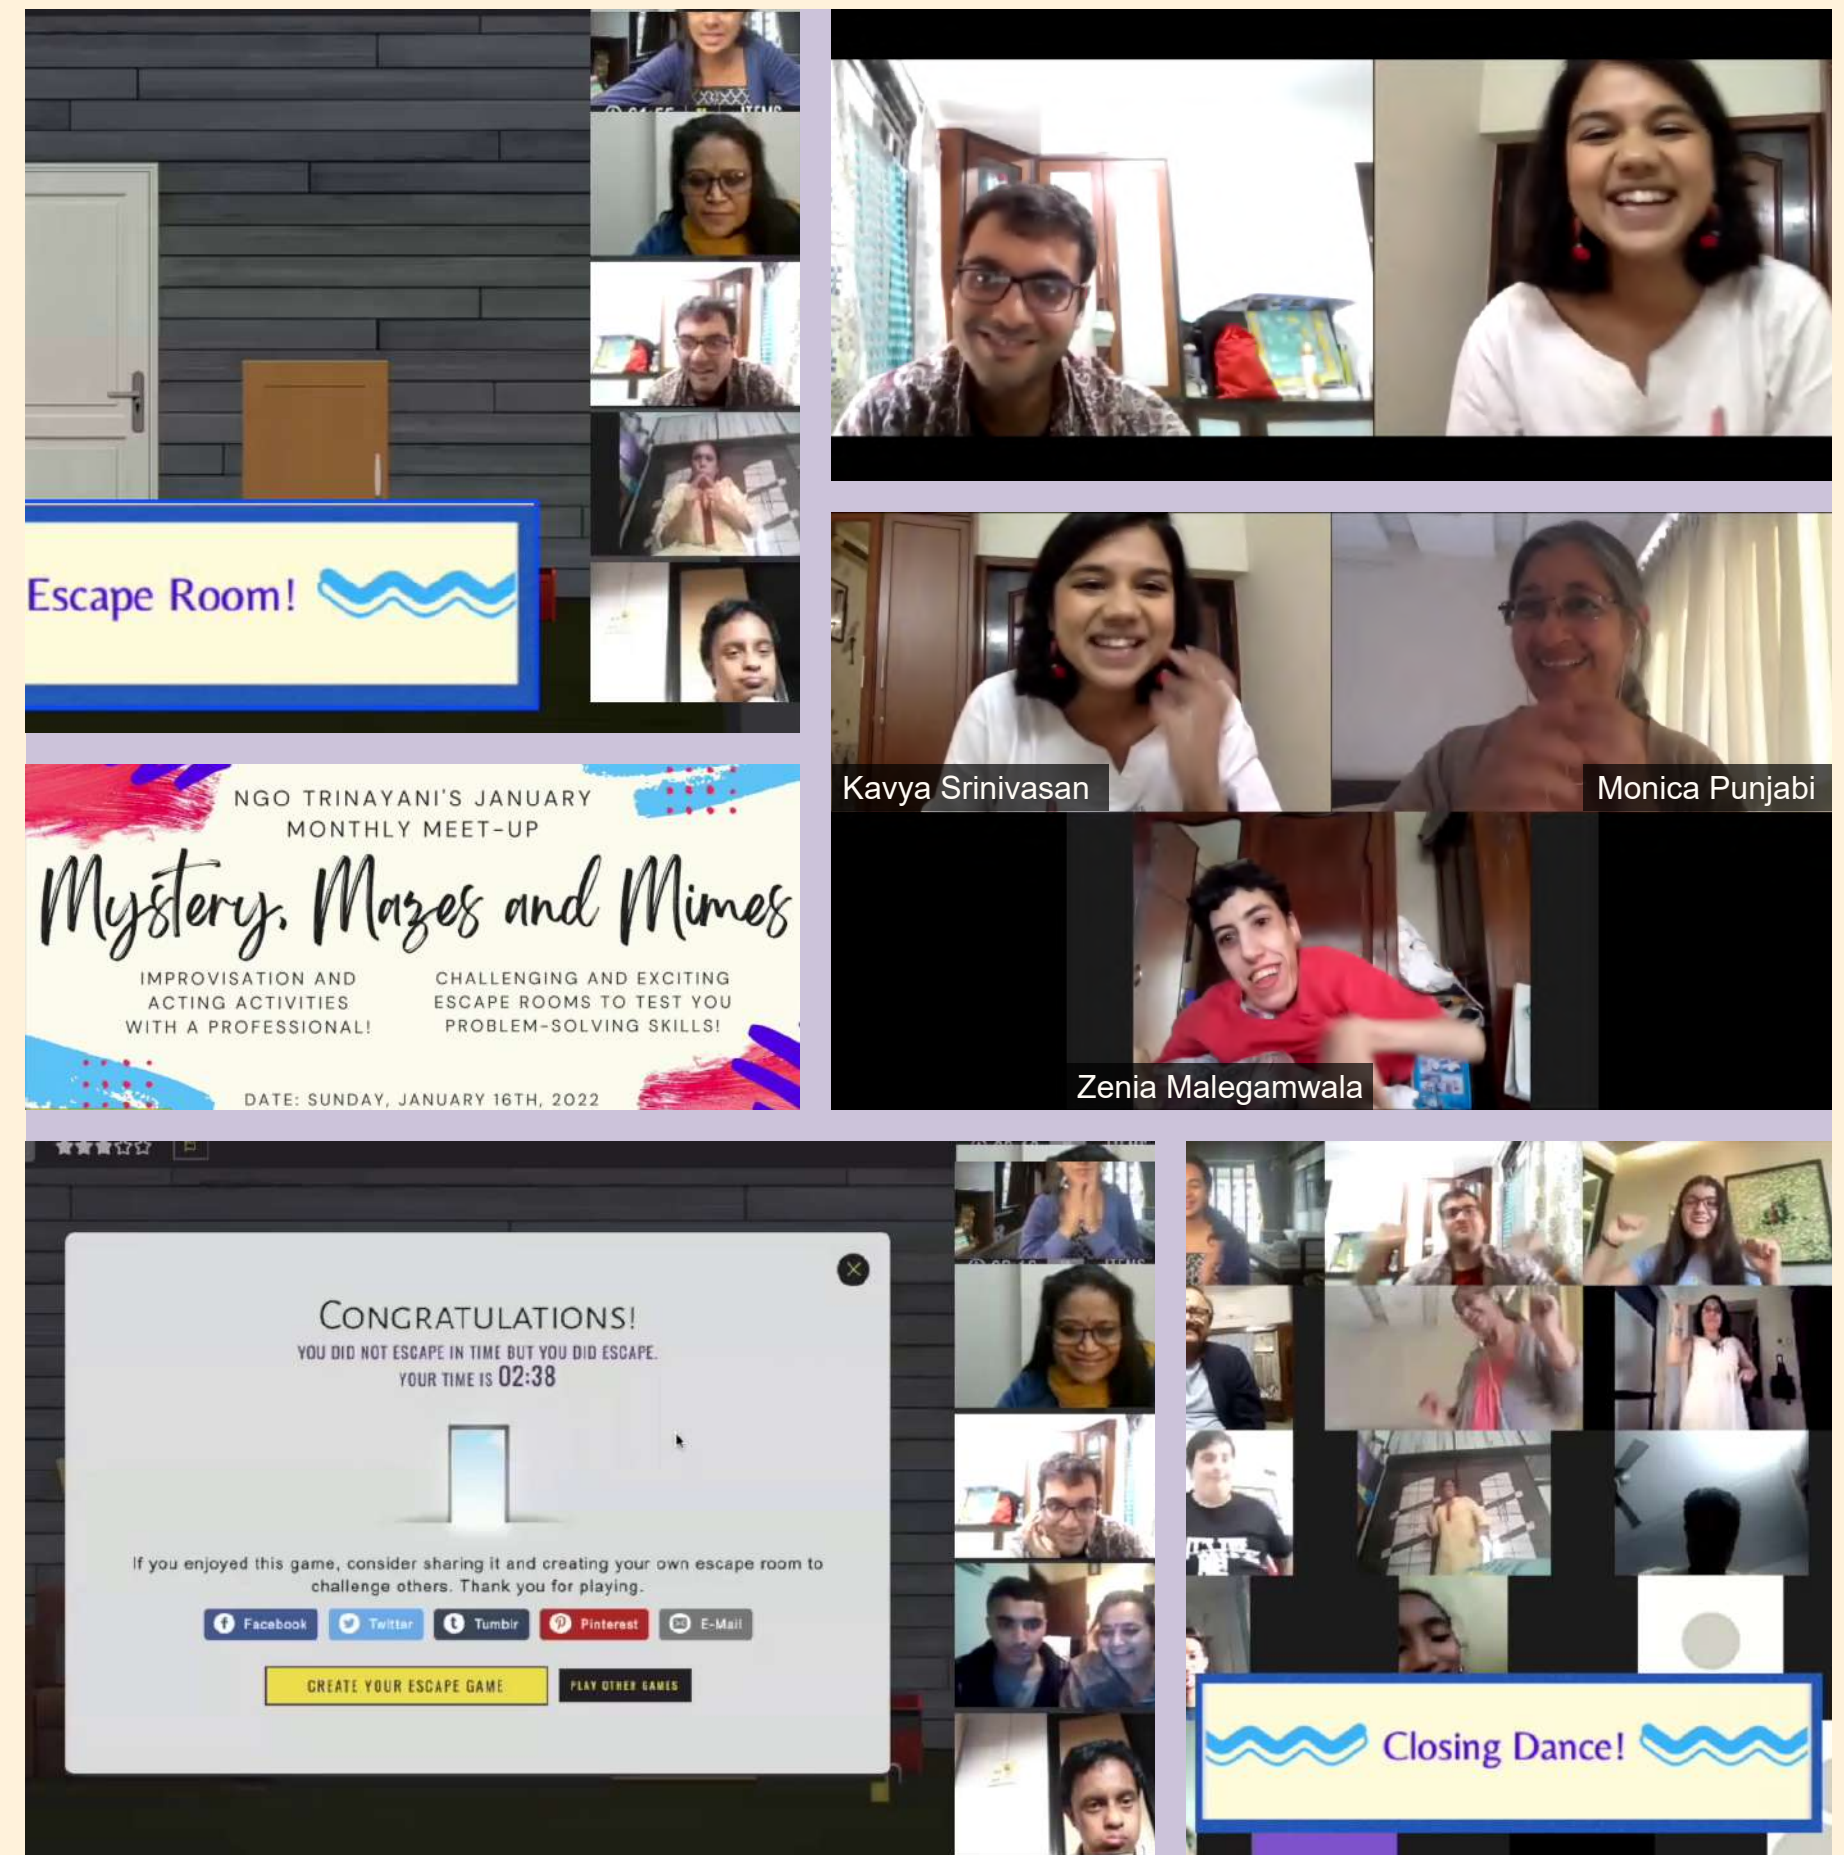 ITEMS
Escape Room!
Kavya Srinivasan
Monica Punjabi
Zenia Malegamwala
NGO TRINAYANI'S JANUARY
MONTHLY MEET-UP
Mystery, Mazes and Mimes
IMPROVISATION AND
ACTING ACTIVITIES
WITH A PROFESSIONAL!
CHALLENGING AND EXCITING
ESCAPE ROOMS TO TEST YOU
PROBLEM-SOLVING SKILLS!
DATE: SUNDAY, JANUARY 16TH, 2022
CONGRATULATIONS!
YOU DID NOT ESCAPE IN TIME BUT YOU DID ESCAPE.
YOUR TIME IS 02:38
If you enjoyed this game, consider sharing it and creating your own escape room to
challenge others. Thank you for playing.
Facebook
Twitter
Tumblr
Pinterest
E-Mail
CREATE YOUR ESCAPE GAME
PLAY OTHER GAMES
Closing Dance!